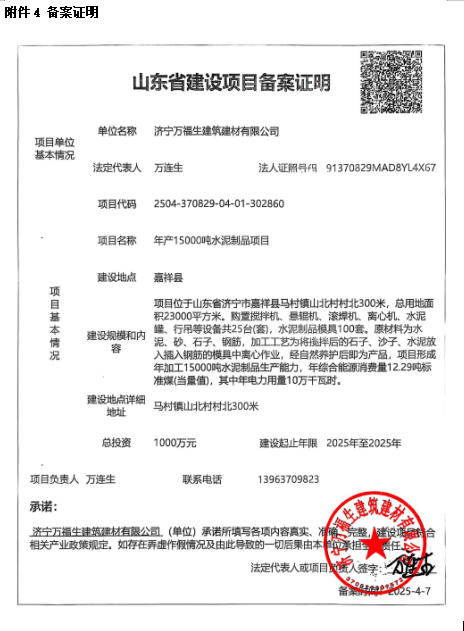 附件 4  备案证明
山东省建设项目备案证明
项目单位基本情况
单位名称 济宁万福生建筑建材有限公司
法定代表人 万连生 法人证照号码 91370829MAD8YL4X67
项目基本情况
项目代码 2504-370829-04-01-302860
项目名称 年产15000吨水泥制品项目
建设地点 嘉祥县
建设规模和内容
项目位于山东省济宁市嘉祥县马村镇山北村村北300米，总用地面
积23000平方米。购置搅拌机、悬辊机、滚焊机、离心机、水泥
罐、行吊等设备共25台(套)，水泥制品模具100套。原材料为水
泥、砂、石子、钢筋，加工工艺为将搅拌后的石子、沙子、水泥放
入插入钢筋的模具中离心作业，经自然养护后即为产品，项目形成
年加工15000吨水泥制品生产能力，年综合能源消费量12.29吨标
准煤(当量值)，其中年电力用量10万千瓦时。
建设地点详细地址 马村镇山北村村北300米
总投资 1000万元 建设起止年限 2025年至2025年
项目负责人 万连生 联系电话 13963709823
承诺：
济宁万福生建筑建材有限公司 （单位）承诺所填写各项内容真实、准确、完整，建设项目符合
相关产业政策规定。如存在弄虚作假情况及由此导致的一切后果由本单位承担全部责任。
法定代表人或项目负责人签字：
备案时间：2025-4-7
济宁万福生建筑建材有限公司